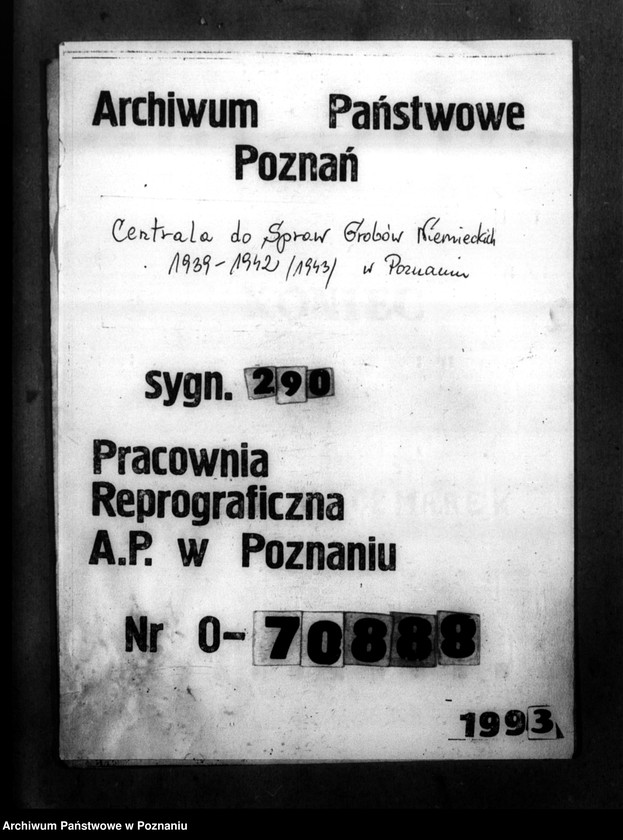 Archiwum Państwowe
Poznań
Centrala do Spraw Grobów Niemieckich
1939-1942 /1943/ w Poznaniu
sygn. 290
Pracownia
Reprograficzna
A.P. w Poznaniu
Nr 0-70888
1993
Archiwum Państwowe w Poznaniu